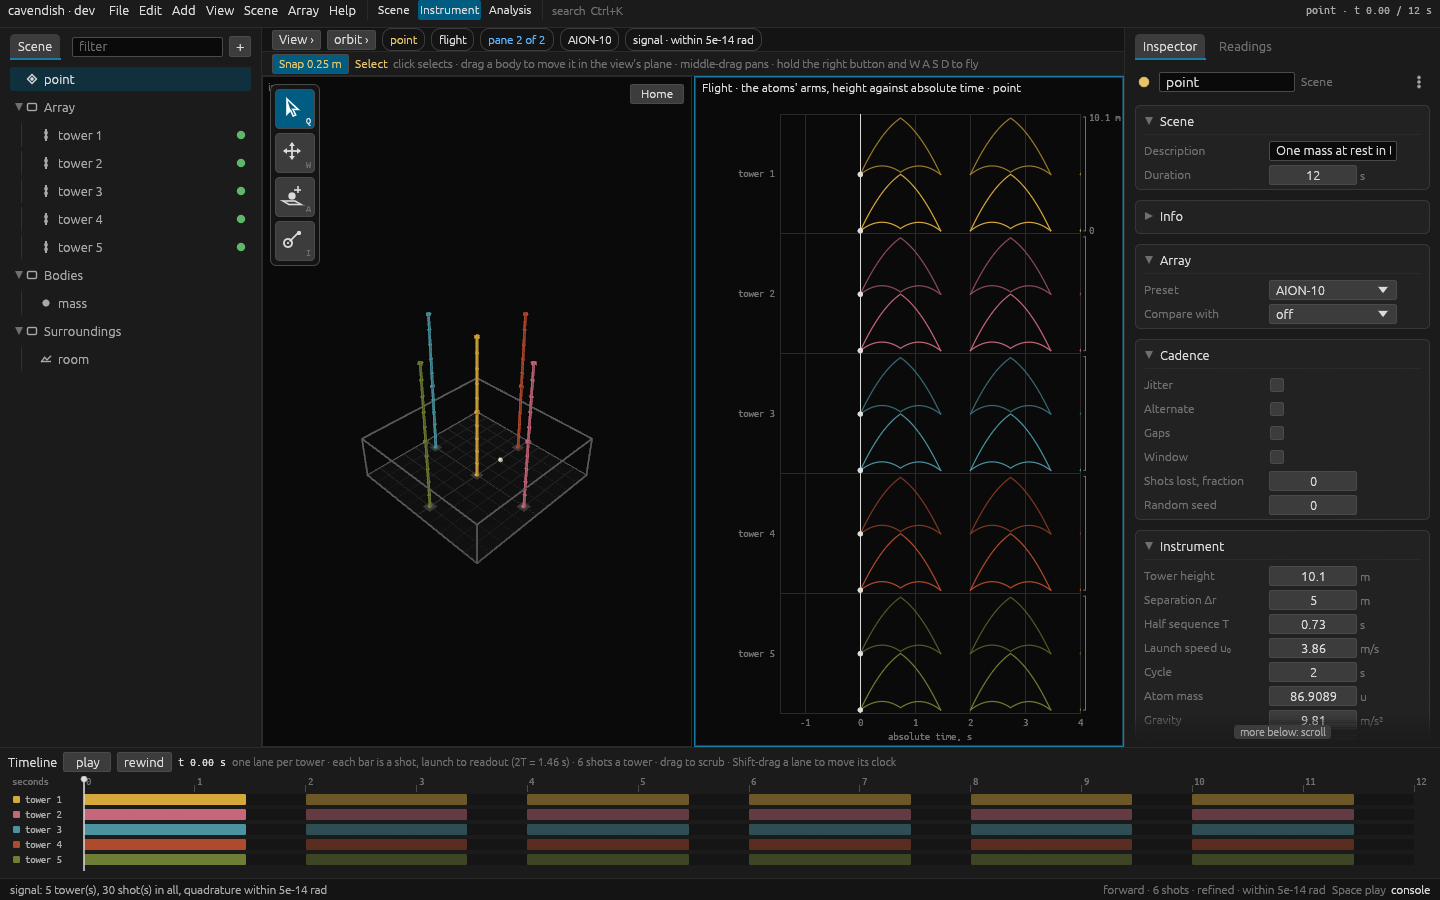 cavendish · dev File Edit Add View Scene Array Help Scene Instrument Analysis search Ctrl+K point · t 0.00 / 12 s
Scene filter +
point
Array
tower 1
tower 2
tower 3
tower 4
tower 5
Bodies
mass
Surroundings
room
View › orbit › point flight pane 2 of 2 AION-10 signal · within 5e-14 rad
Snap 0.25 m Select click selects · drag a body to move it in the view's plane · middle-drag pans · hold the right button and W A S D to fly
Home
Q
W
A
I
Flight · the atoms' arms, height against absolute time · point
10.1 m
tower 1
0
tower 2
tower 3
tower 4
tower 5
-1 0 1 2 3 4
absolute time, s
Inspector Readings
point Scene
Scene
Description One mass at rest in
Duration 12 s
Info
Array
Preset AION-10
Compare with off
Cadence
Jitter
Alternate
Gaps
Window
Shots lost, fraction 0
Random seed 0
Instrument
Tower height 10.1 m
Separation Δr 5 m
Half sequence T 0.73 s
Launch speed u₀ 3.86 m/s
Cycle 2 s
Atom mass 86.9089 u
Gravity 9.81 m/s²
more below: scroll
Timeline play rewind t 0.00 s one lane per tower · each bar is a shot, launch to readout (2T = 1.46 s) · 6 shots a tower · drag to scrub · Shift-drag a lane to move its clock
seconds 0 1 2 3 4 5 6 7 8 9 10 11 12
tower 1
tower 2
tower 3
tower 4
tower 5
signal: 5 tower(s), 30 shot(s) in all, quadrature within 5e-14 rad forward · 6 shots · refined · within 5e-14 rad Space play console